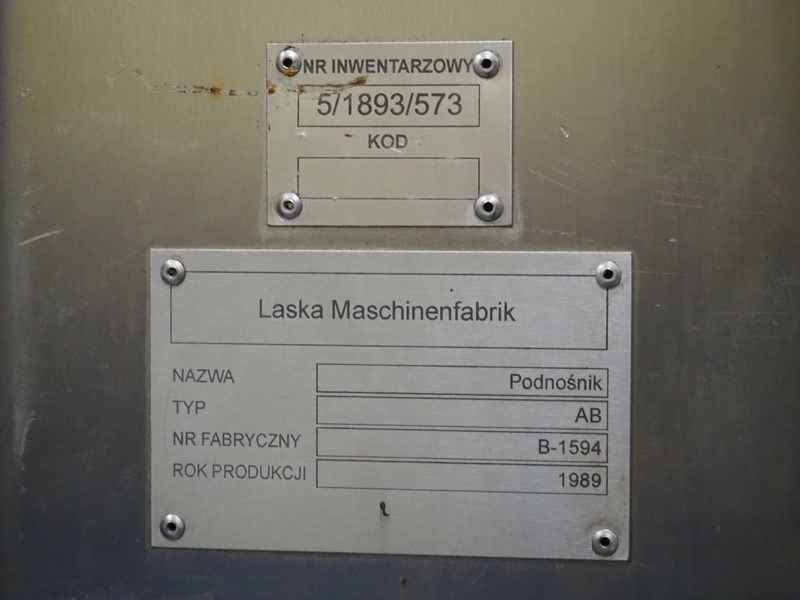 NR INWENTARZOWY
5/1893/573
KOD
Laska Maschinenfabrik
NAZWA Podnośnik
TYP AB
NR FABRYCZNY B-1594
ROK PRODUKCJI 1989